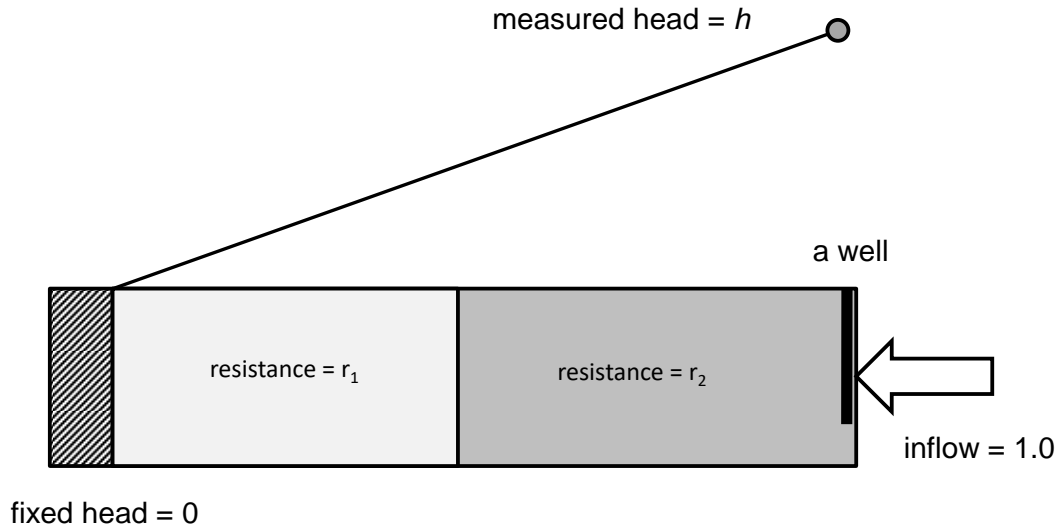 measured head = h
a well
resistance = r₁
resistance = r₂
inflow = 1.0
fixed head = 0